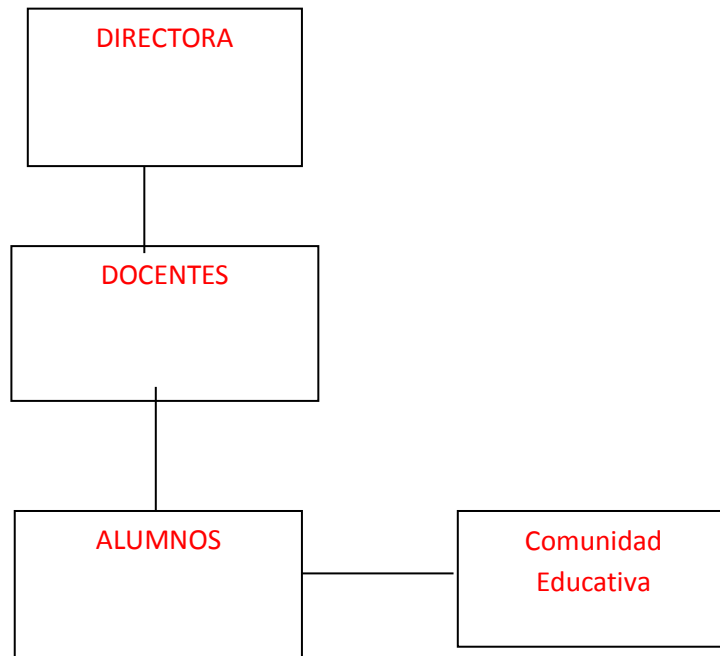 DIRECTORA
DOCENTES
ALUMNOS
Comunidad
Educativa